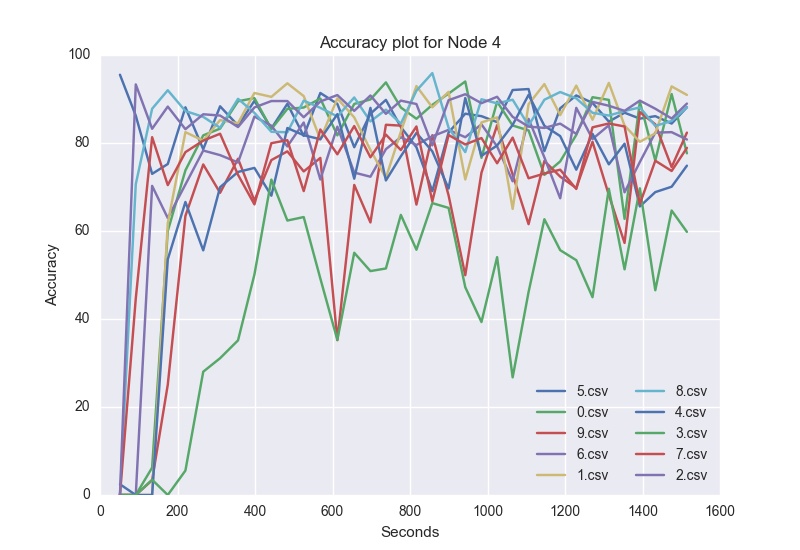 Accuracy plot for Node 4
100
80
60
40
20
0
Accuracy
0 200 400 600 800 1000 1200 1400 1600
Seconds
5.csv 8.csv
0.csv 4.csv
9.csv 3.csv
6.csv 7.csv
1.csv 2.csv